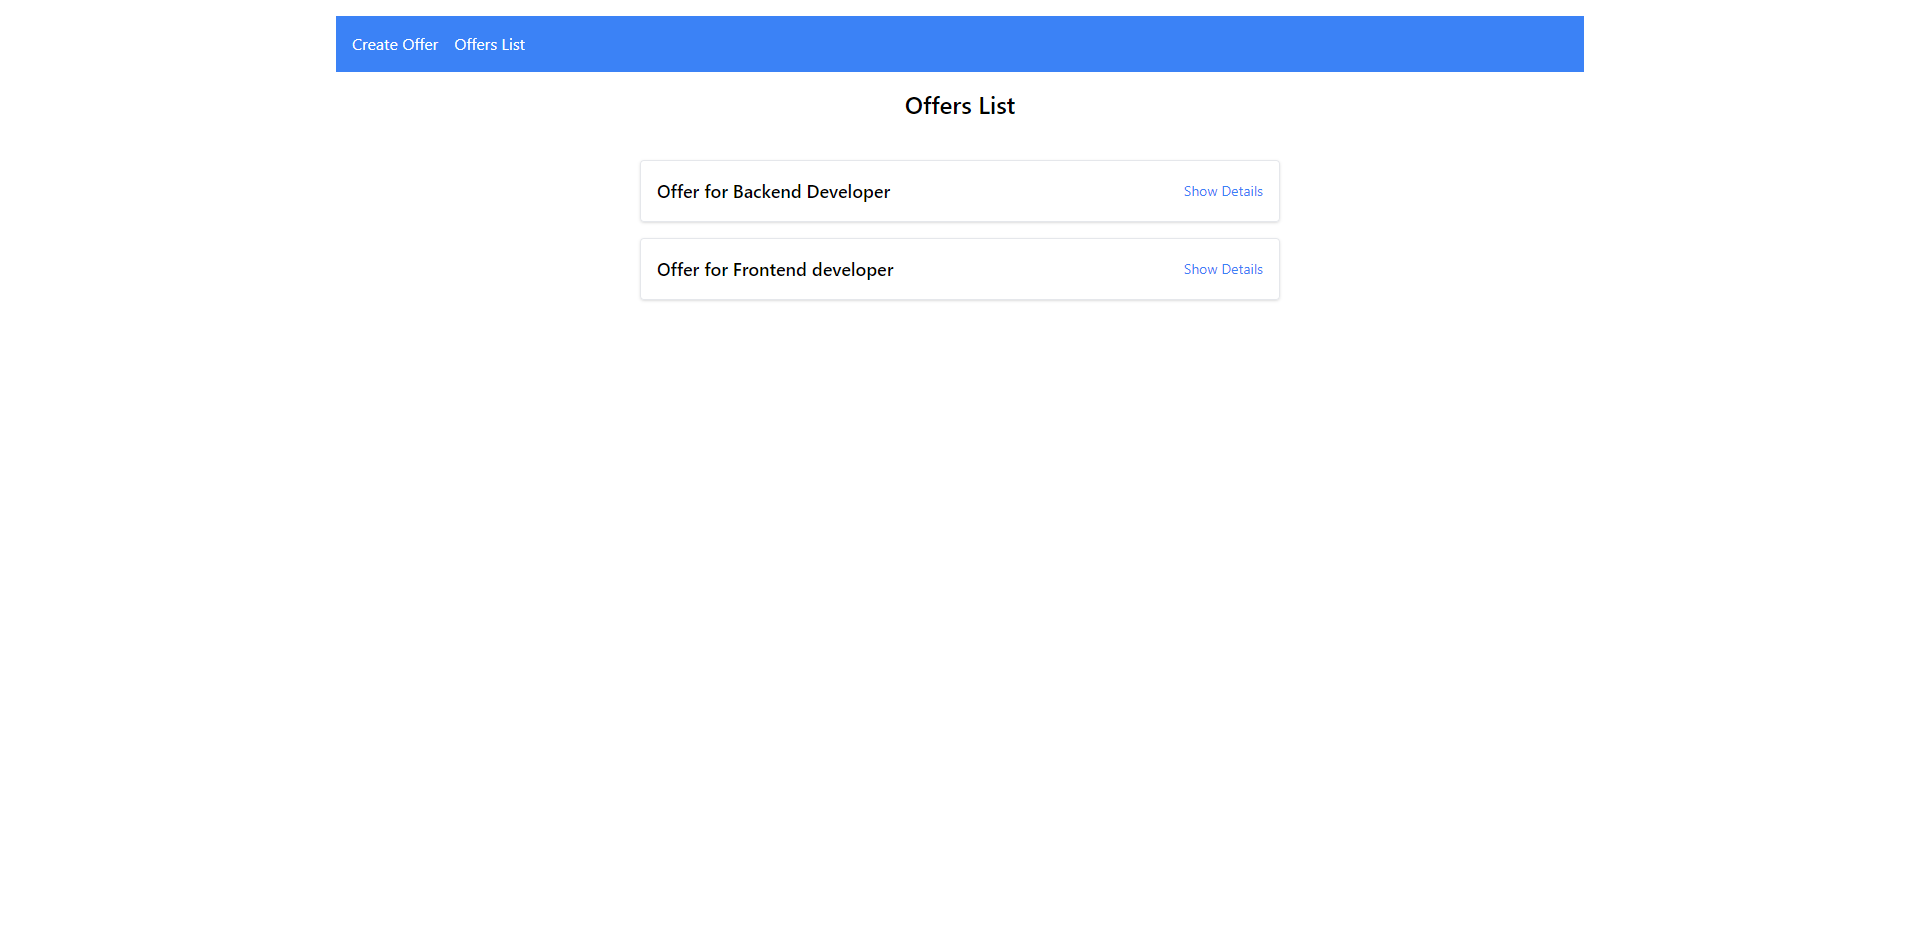 Create Offer Offers List
Offers List
Offer for Backend Developer Show Details
Offer for Frontend developer Show Details